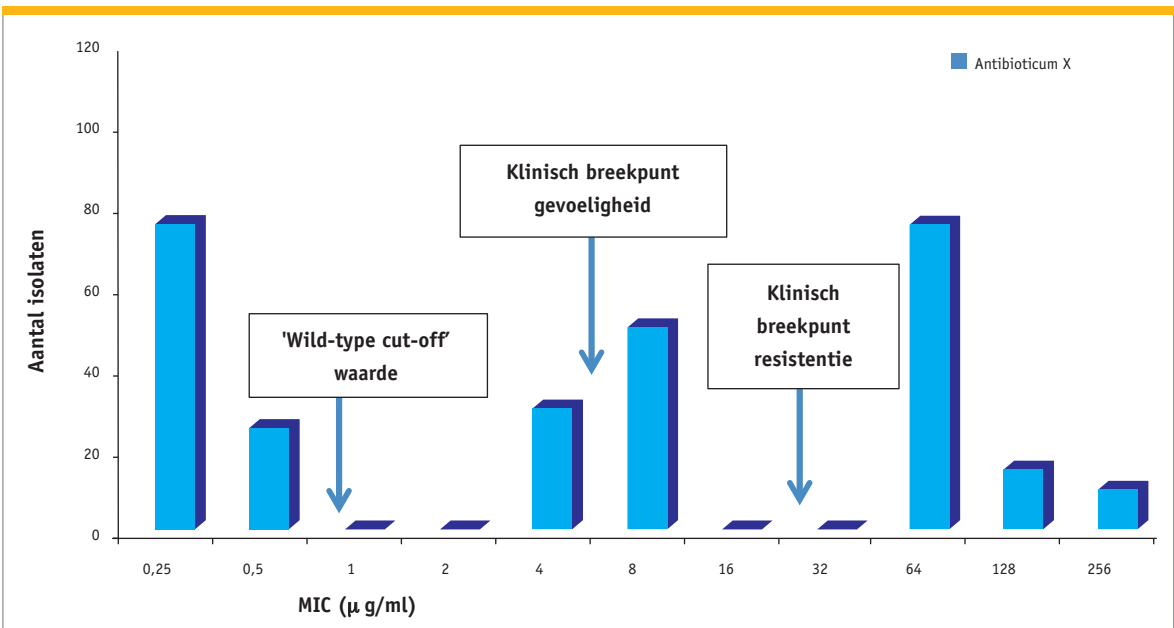 120
100
80
60
40
20
0
Aantal isolaten
Antibioticum X
Klinisch breekpunt
gevoeligheid
Klinisch
breekpunt
resistentie
'Wild-type cut-off'
waarde
0,25 0,5 1 2 4 8 16 32 64 128 256
MIC (μ g/ml)